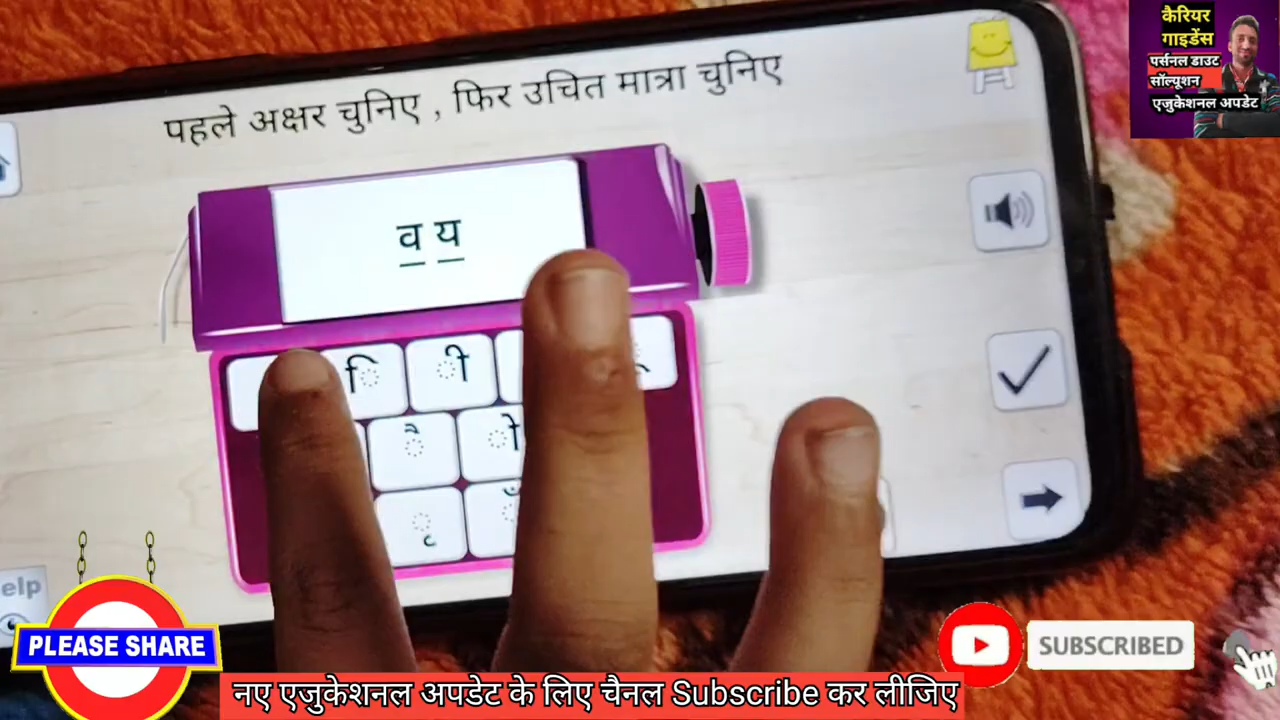 पहले अक्षर चुनिए , फिर उचित मात्रा चुनिए
व य
ि ी
ै ो
ृ ँ
elp
कैरियर
गाइडेंस
पर्सनल डाउट
सॉल्यूशन
एजुकेशनल अपडेट
PLEASE SHARE
SUBSCRIBED
नए एजुकेशनल अपडेट के लिए चैनल Subscribe कर लीजिए